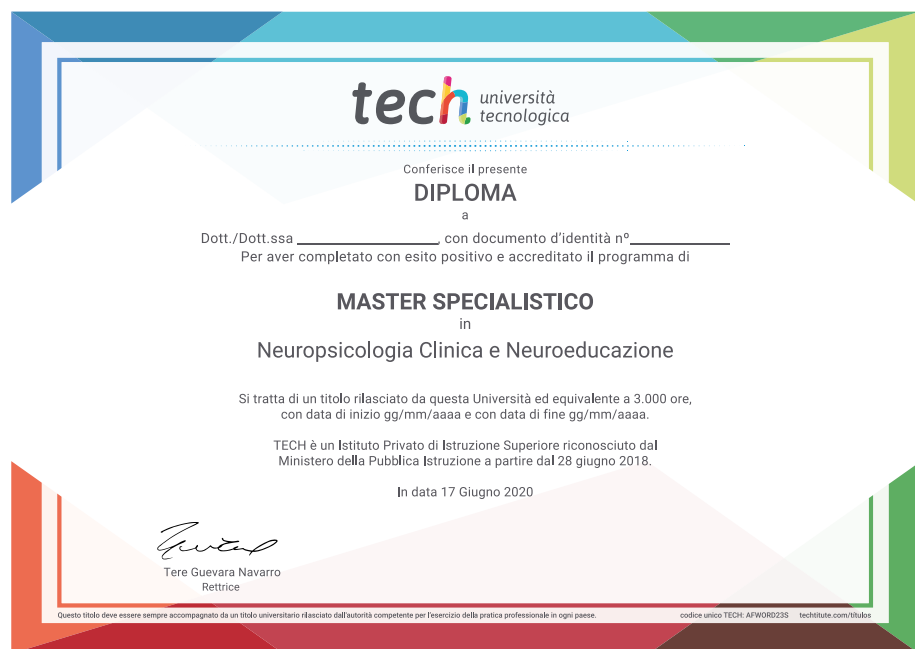 tech università
tecnologica
Conferisce il presente
DIPLOMA
a
Dott./Dott.ssa ____________________, con documento d'identità nº______________
Per aver completato con esito positivo e accreditato il programma di
MASTER SPECIALISTICO
in
Neuropsicologia Clinica e Neuroeducazione
Si tratta di un titolo rilasciato da questa Università ed equivalente a 3.000 ore,
con data di inizio gg/mm/aaaa e con data di fine gg/mm/aaaa.
TECH è un Istituto Privato di Istruzione Superiore riconosciuto dal
Ministero della Pubblica Istruzione a partire dal 28 giugno 2018.
In data 17 Giugno 2020
Tere Guevara Navarro
Rettrice
Questo titolo deve essere sempre accompagnato da un titolo universitario rilasciato dall'autorità competente per l'esercizio della pratica professionale in ogni paese.
codice unico TECH: AFWORD23S techtitute.com/titulos